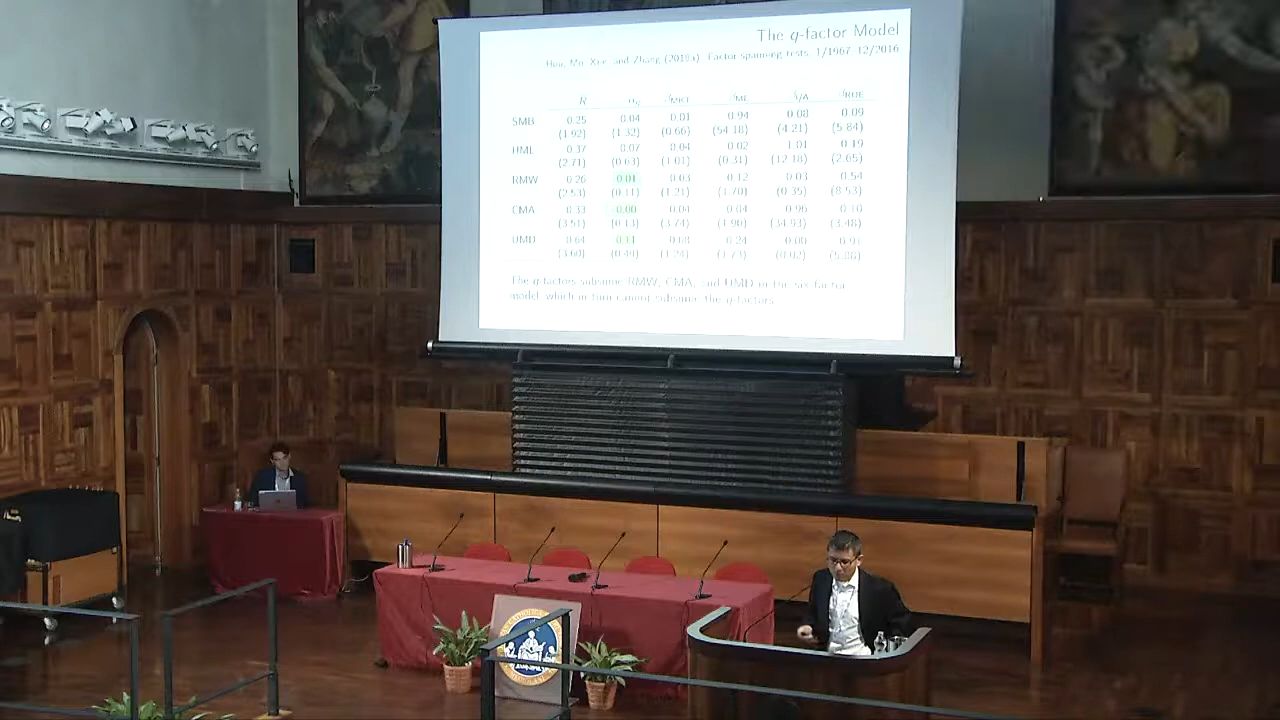 The q-factor Model
Hou, Mo, Xue, and Zhang (2019a): Factor spanning tests, 1/1967–12/2016
R αq βMKT βME βI/A βROE
SMB 0.25 0.04 0.01 0.94 0.08 0.09
(1.92) (1.32) (0.66) (54.18) (4.21) (5.84)
HML 0.37 0.07 0.04 0.02 1.01 0.19
(2.71) (0.63) (1.01) (0.31) (12.18) (2.65)
RMW 0.26 0.01 0.03 0.12 0.03 0.54
(2.53) (0.11) (1.21) (1.70) (0.35) (8.53)
CMA 0.33 0.00 0.04 0.04 0.96 0.10
(3.51) (0.13) (3.74) (1.90) (34.93) (3.48)
UMD 0.64 0.11 0.08 0.24 0.00 0.91
(3.60) (0.49) (1.24) (1.73) (0.02) (5.88)
The q-factors subsume RMW, CMA, and UMD in the six-factor
model, which in turn cannot subsume the q-factors